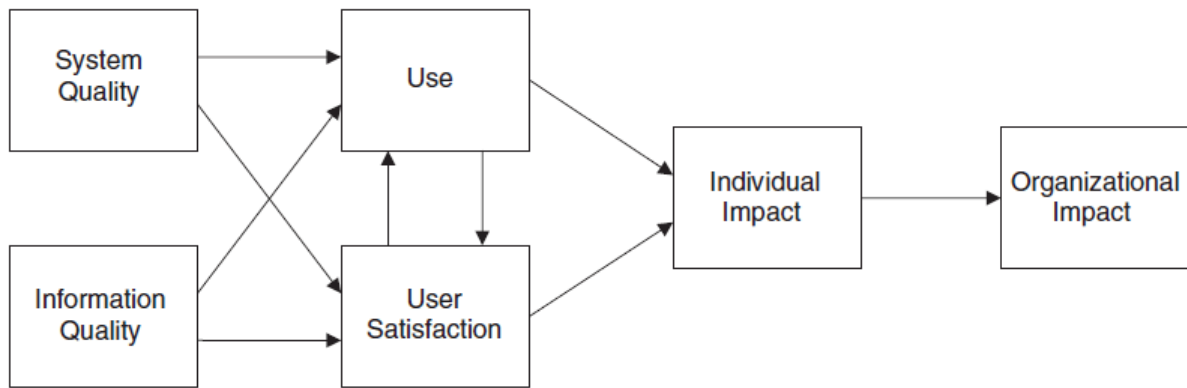 System
Quality
Use
Individual
Impact
Organizational
Impact
Information
Quality
User
Satisfaction